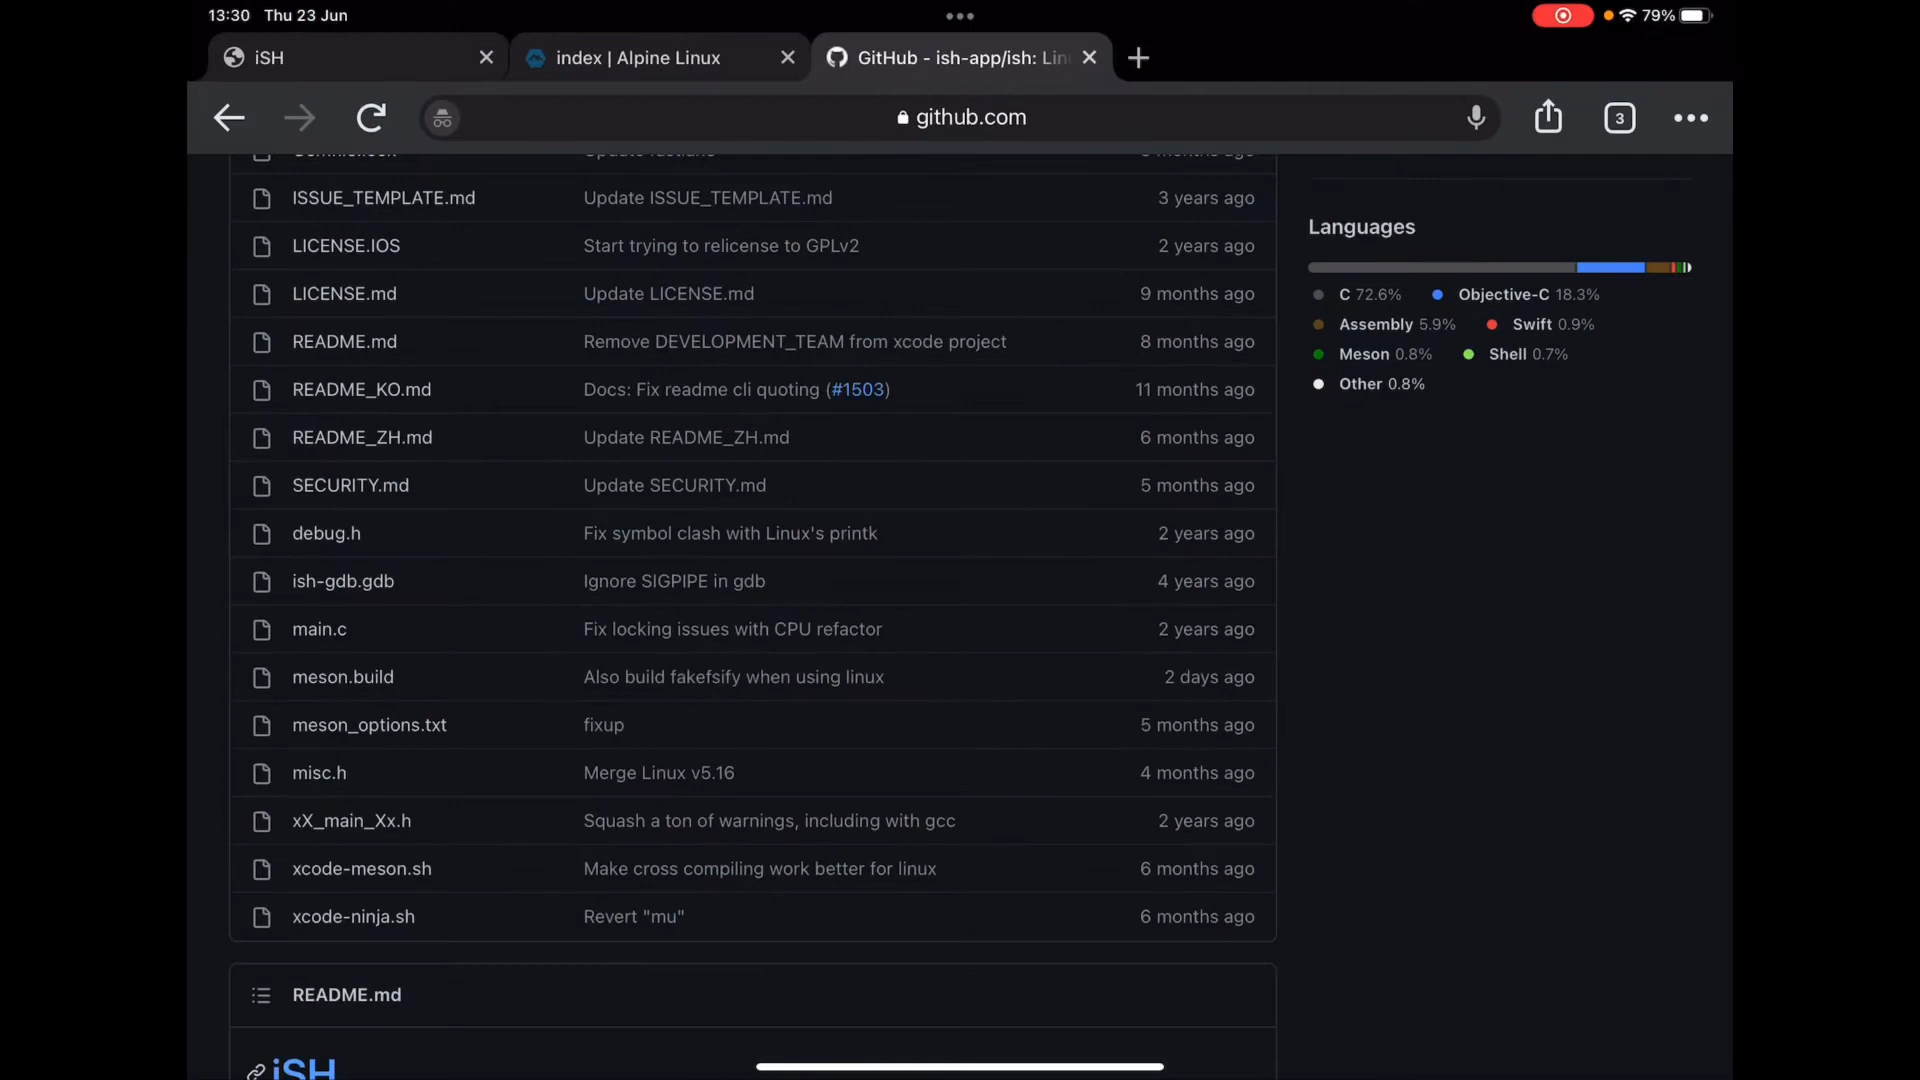 13:30 Thu 23 Jun
79%
iSH
index | Alpine Linux
GitHub - ish-app/ish: Lin
github.com
3
ISSUE_TEMPLATE.md Update ISSUE_TEMPLATE.md 3 years ago
LICENSE.IOS Start trying to relicense to GPLv2 2 years ago
LICENSE.md Update LICENSE.md 9 months ago
README.md Remove DEVELOPMENT_TEAM from xcode project 8 months ago
README_KO.md Docs: Fix readme cli quoting (#1503) 11 months ago
README_ZH.md Update README_ZH.md 6 months ago
SECURITY.md Update SECURITY.md 5 months ago
debug.h Fix symbol clash with Linux's printk 2 years ago
ish-gdb.gdb Ignore SIGPIPE in gdb 4 years ago
main.c Fix locking issues with CPU refactor 2 years ago
meson.build Also build fakefsify when using linux 2 days ago
meson_options.txt fixup 5 months ago
misc.h Merge Linux v5.16 4 months ago
xX_main_Xx.h Squash a ton of warnings, including with gcc 2 years ago
xcode-meson.sh Make cross compiling work better for linux 6 months ago
xcode-ninja.sh Revert "mu" 6 months ago
README.md
iSH
Languages
C 72.6% Objective-C 18.3%
Assembly 5.9% Swift 0.9%
Meson 0.8% Shell 0.7%
Other 0.8%